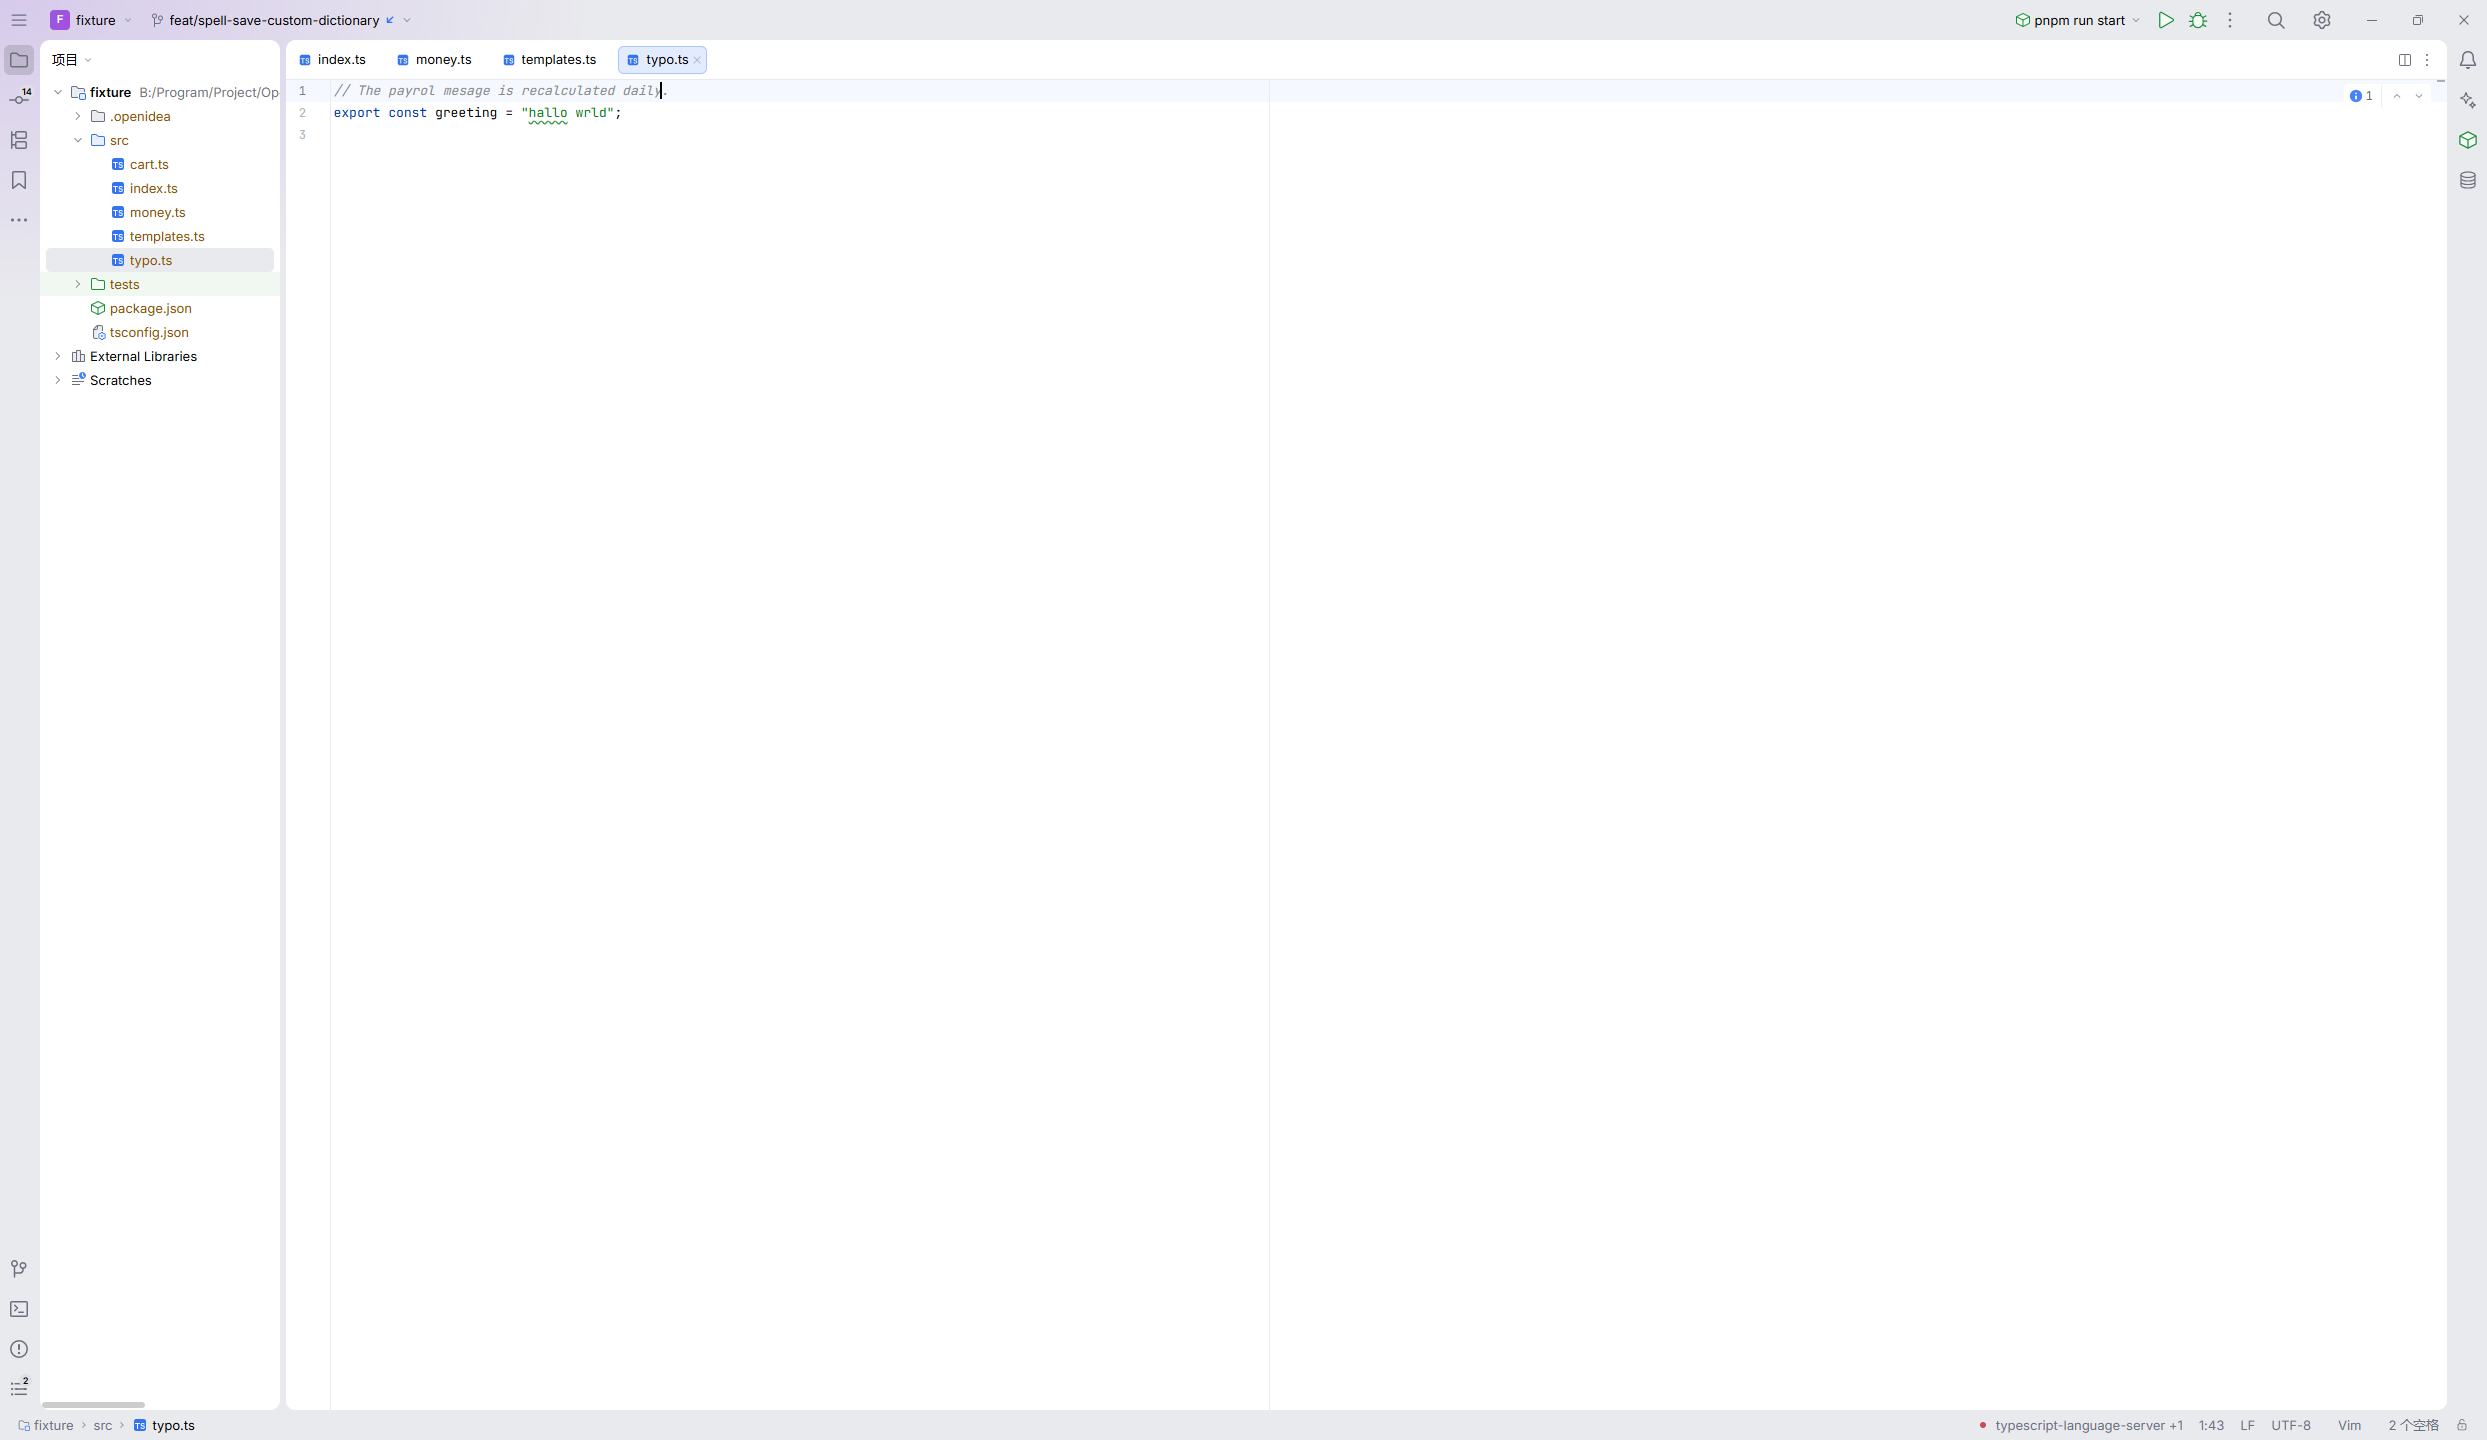 F fixture feat/spell-save-custom-dictionary pnpm run start
项目 index.ts money.ts templates.ts typo.ts
14
fixture B:/Program/Project/Op
.openidea
src
cart.ts
index.ts
money.ts
templates.ts
typo.ts
tests
package.json
tsconfig.json
External Libraries
Scratches
1 // The payrol mesage is recalculated daily.
2 export const greeting = "hallo wrld";
3
1
2
fixture › src › typo.ts typescript-language-server +1 1:43 LF UTF-8 Vim 2 个空格